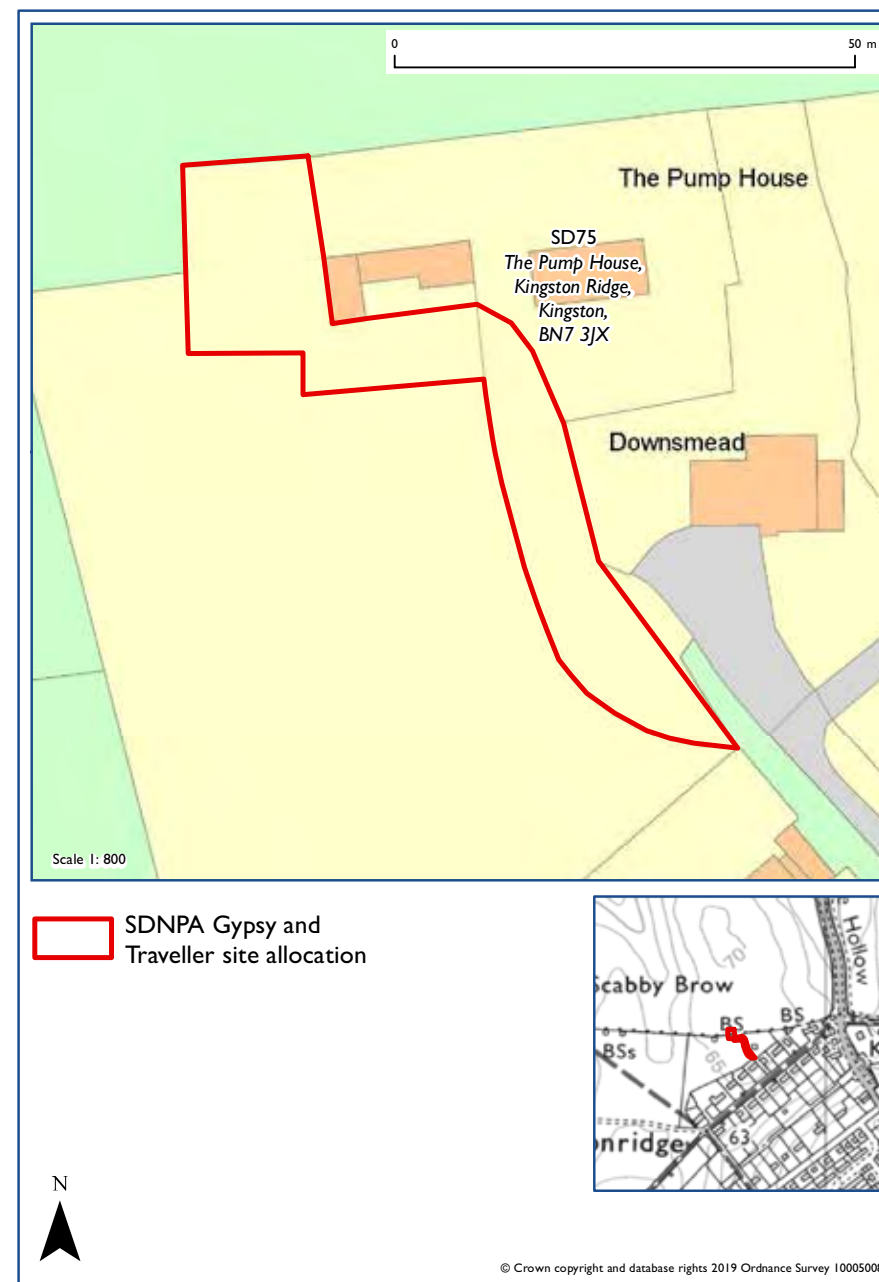 0 50 m
The Pump House
SD75
The Pump House,
Kingston Ridge,
Kingston,
BN7 3JX
Downsmead
Scale 1: 800
SDNPA Gypsy and
Traveller site allocation
Hollow
70
Scabby Brow
BS BS
BSs
65
K
onridge
63
N
© Crown copyright and database rights 2019 Ordnance Survey 10005008